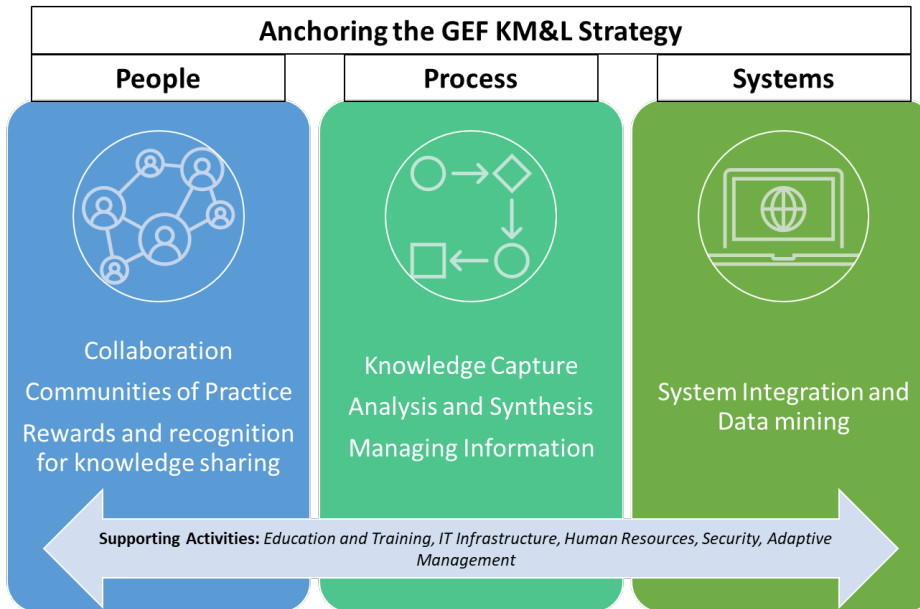 Anchoring the GEF KM&L Strategy
People
Process
Systems
Collaboration
Communities of Practice
Rewards and recognition
for knowledge sharing
Knowledge Capture
Analysis and Synthesis
Managing Information
System Integration and
Data mining
Supporting Activities: Education and Training, IT Infrastructure, Human Resources, Security, Adaptive
Management